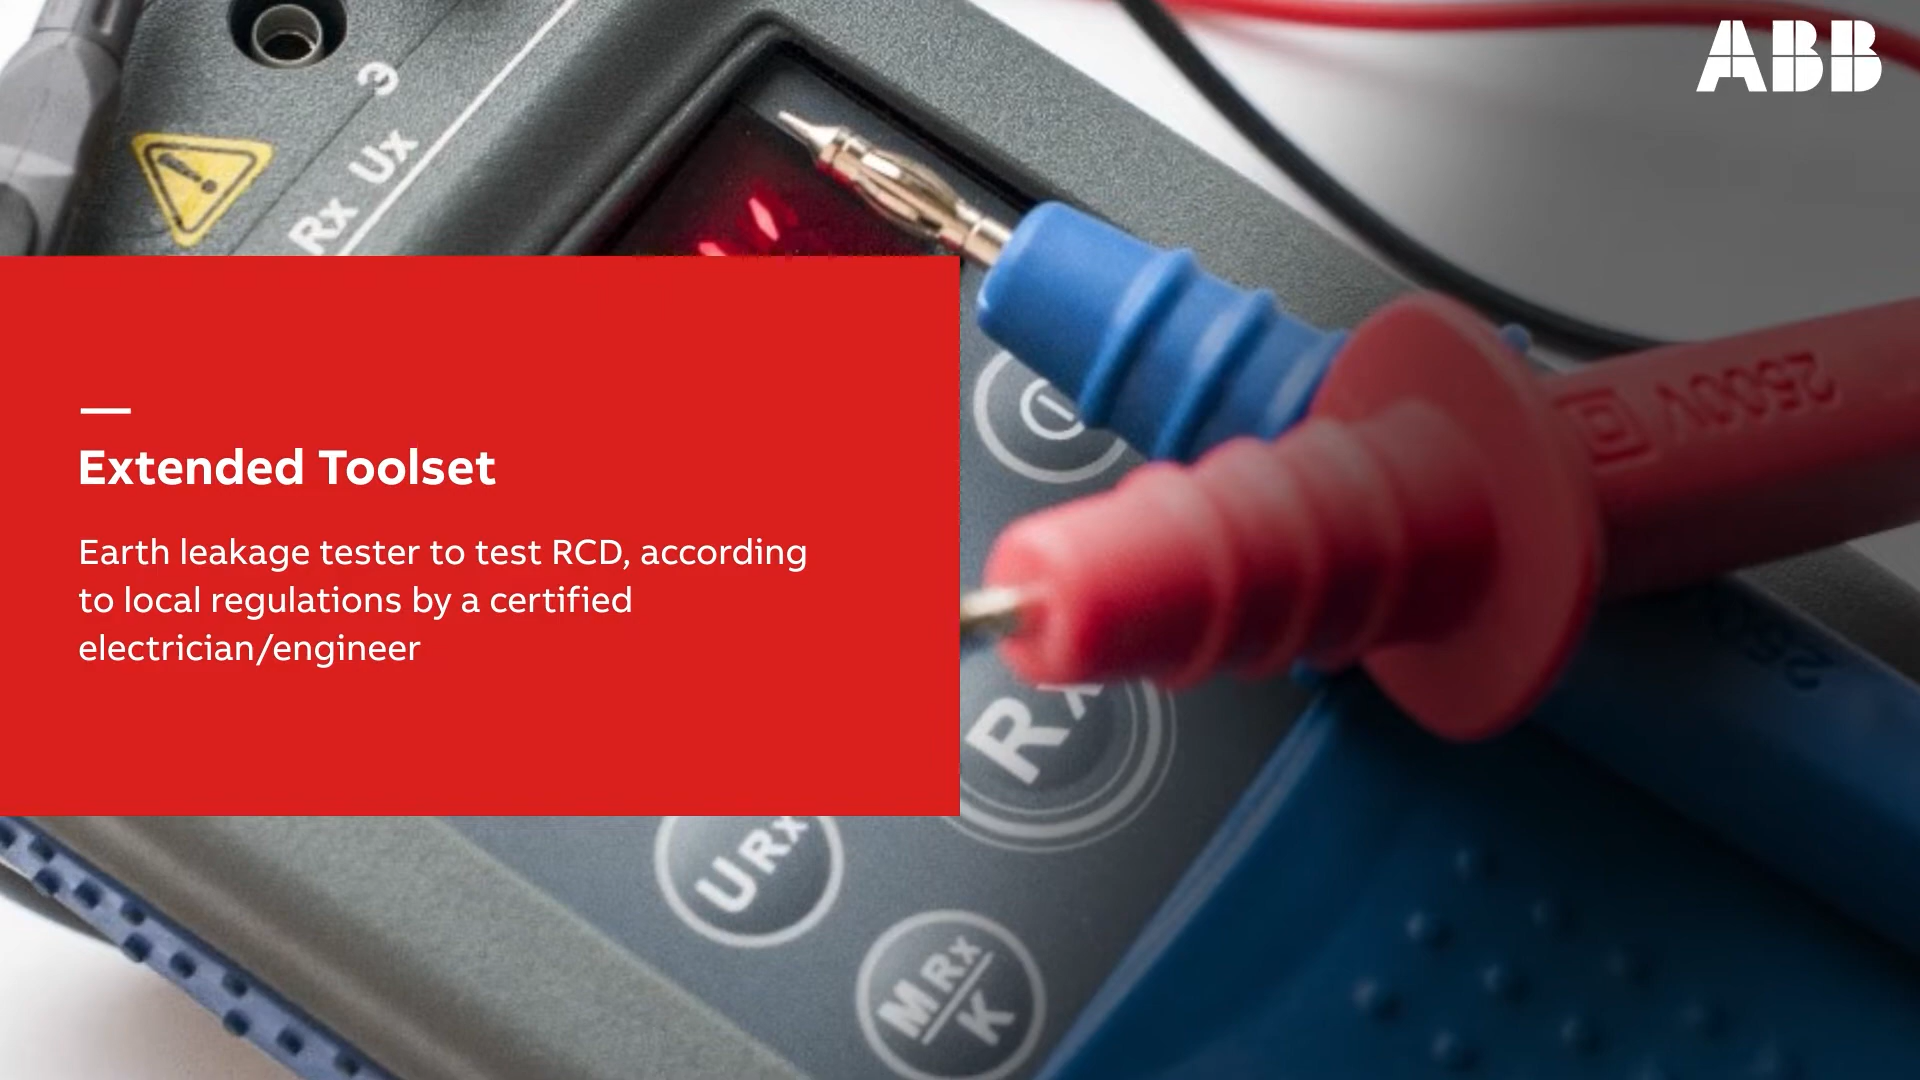 ABB
3
Rx Ux
Extended Toolset
Earth leakage tester to test RCD, according
to local regulations by a certified
electrician/engineer
2500V
Rx
URx
MRx
K